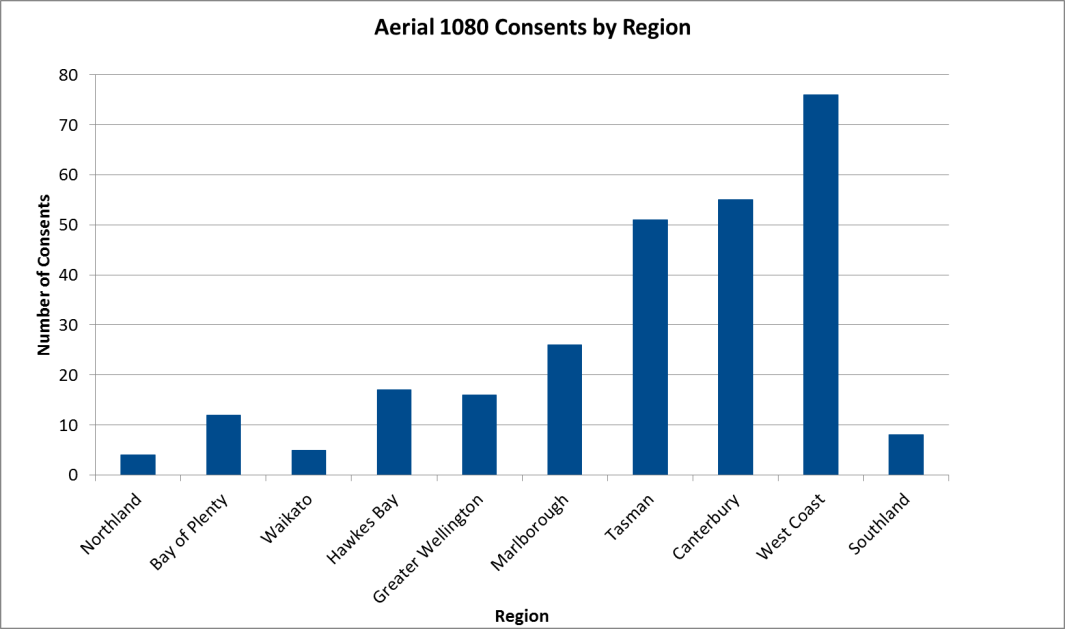 Aerial 1080 Consents by Region
80
70
60
50
40
30
20
10
0
Number of Consents
Northland
Bay of Plenty
Waikato
Hawkes Bay
Greater Wellington
Marlborough
Tasman
Canterbury
West Coast
Southland
Region